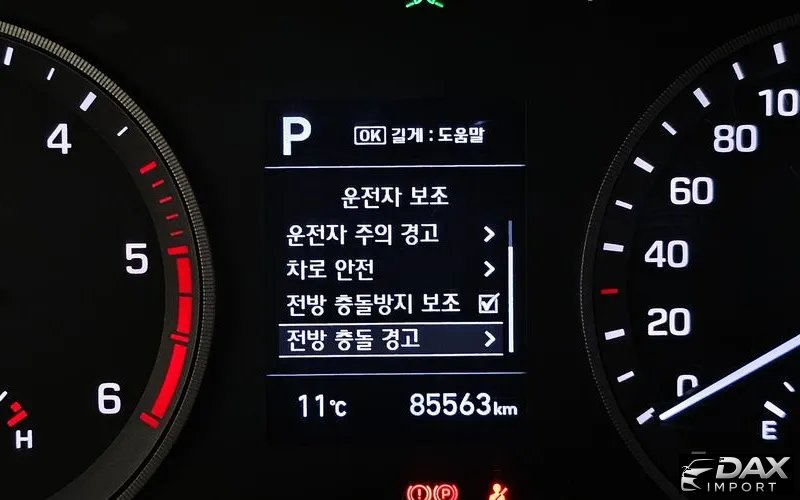 P
OK 길게 : 도움말
운전자 보조
운전자 주의 경고
차로 안전
전방 충돌방지 보조
전방 충돌 경고
11℃ 85563km
4
5
6
H
10
80
60
40
20
0
E
P
DAX
IMPORT